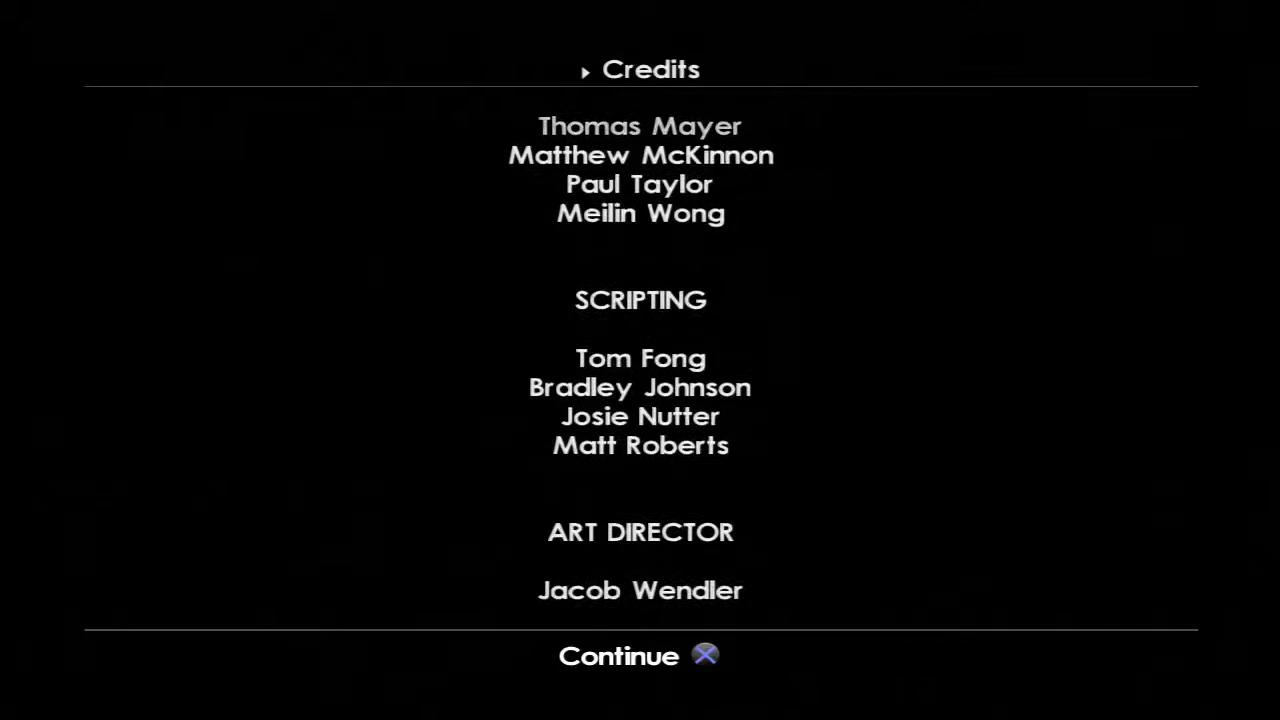 Credits
Thomas Mayer
Matthew McKinnon
Paul Taylor
Meilin Wong
SCRIPTING
Tom Fong
Bradley Johnson
Josie Nutter
Matt Roberts
ART DIRECTOR
Jacob Wendler
Continue